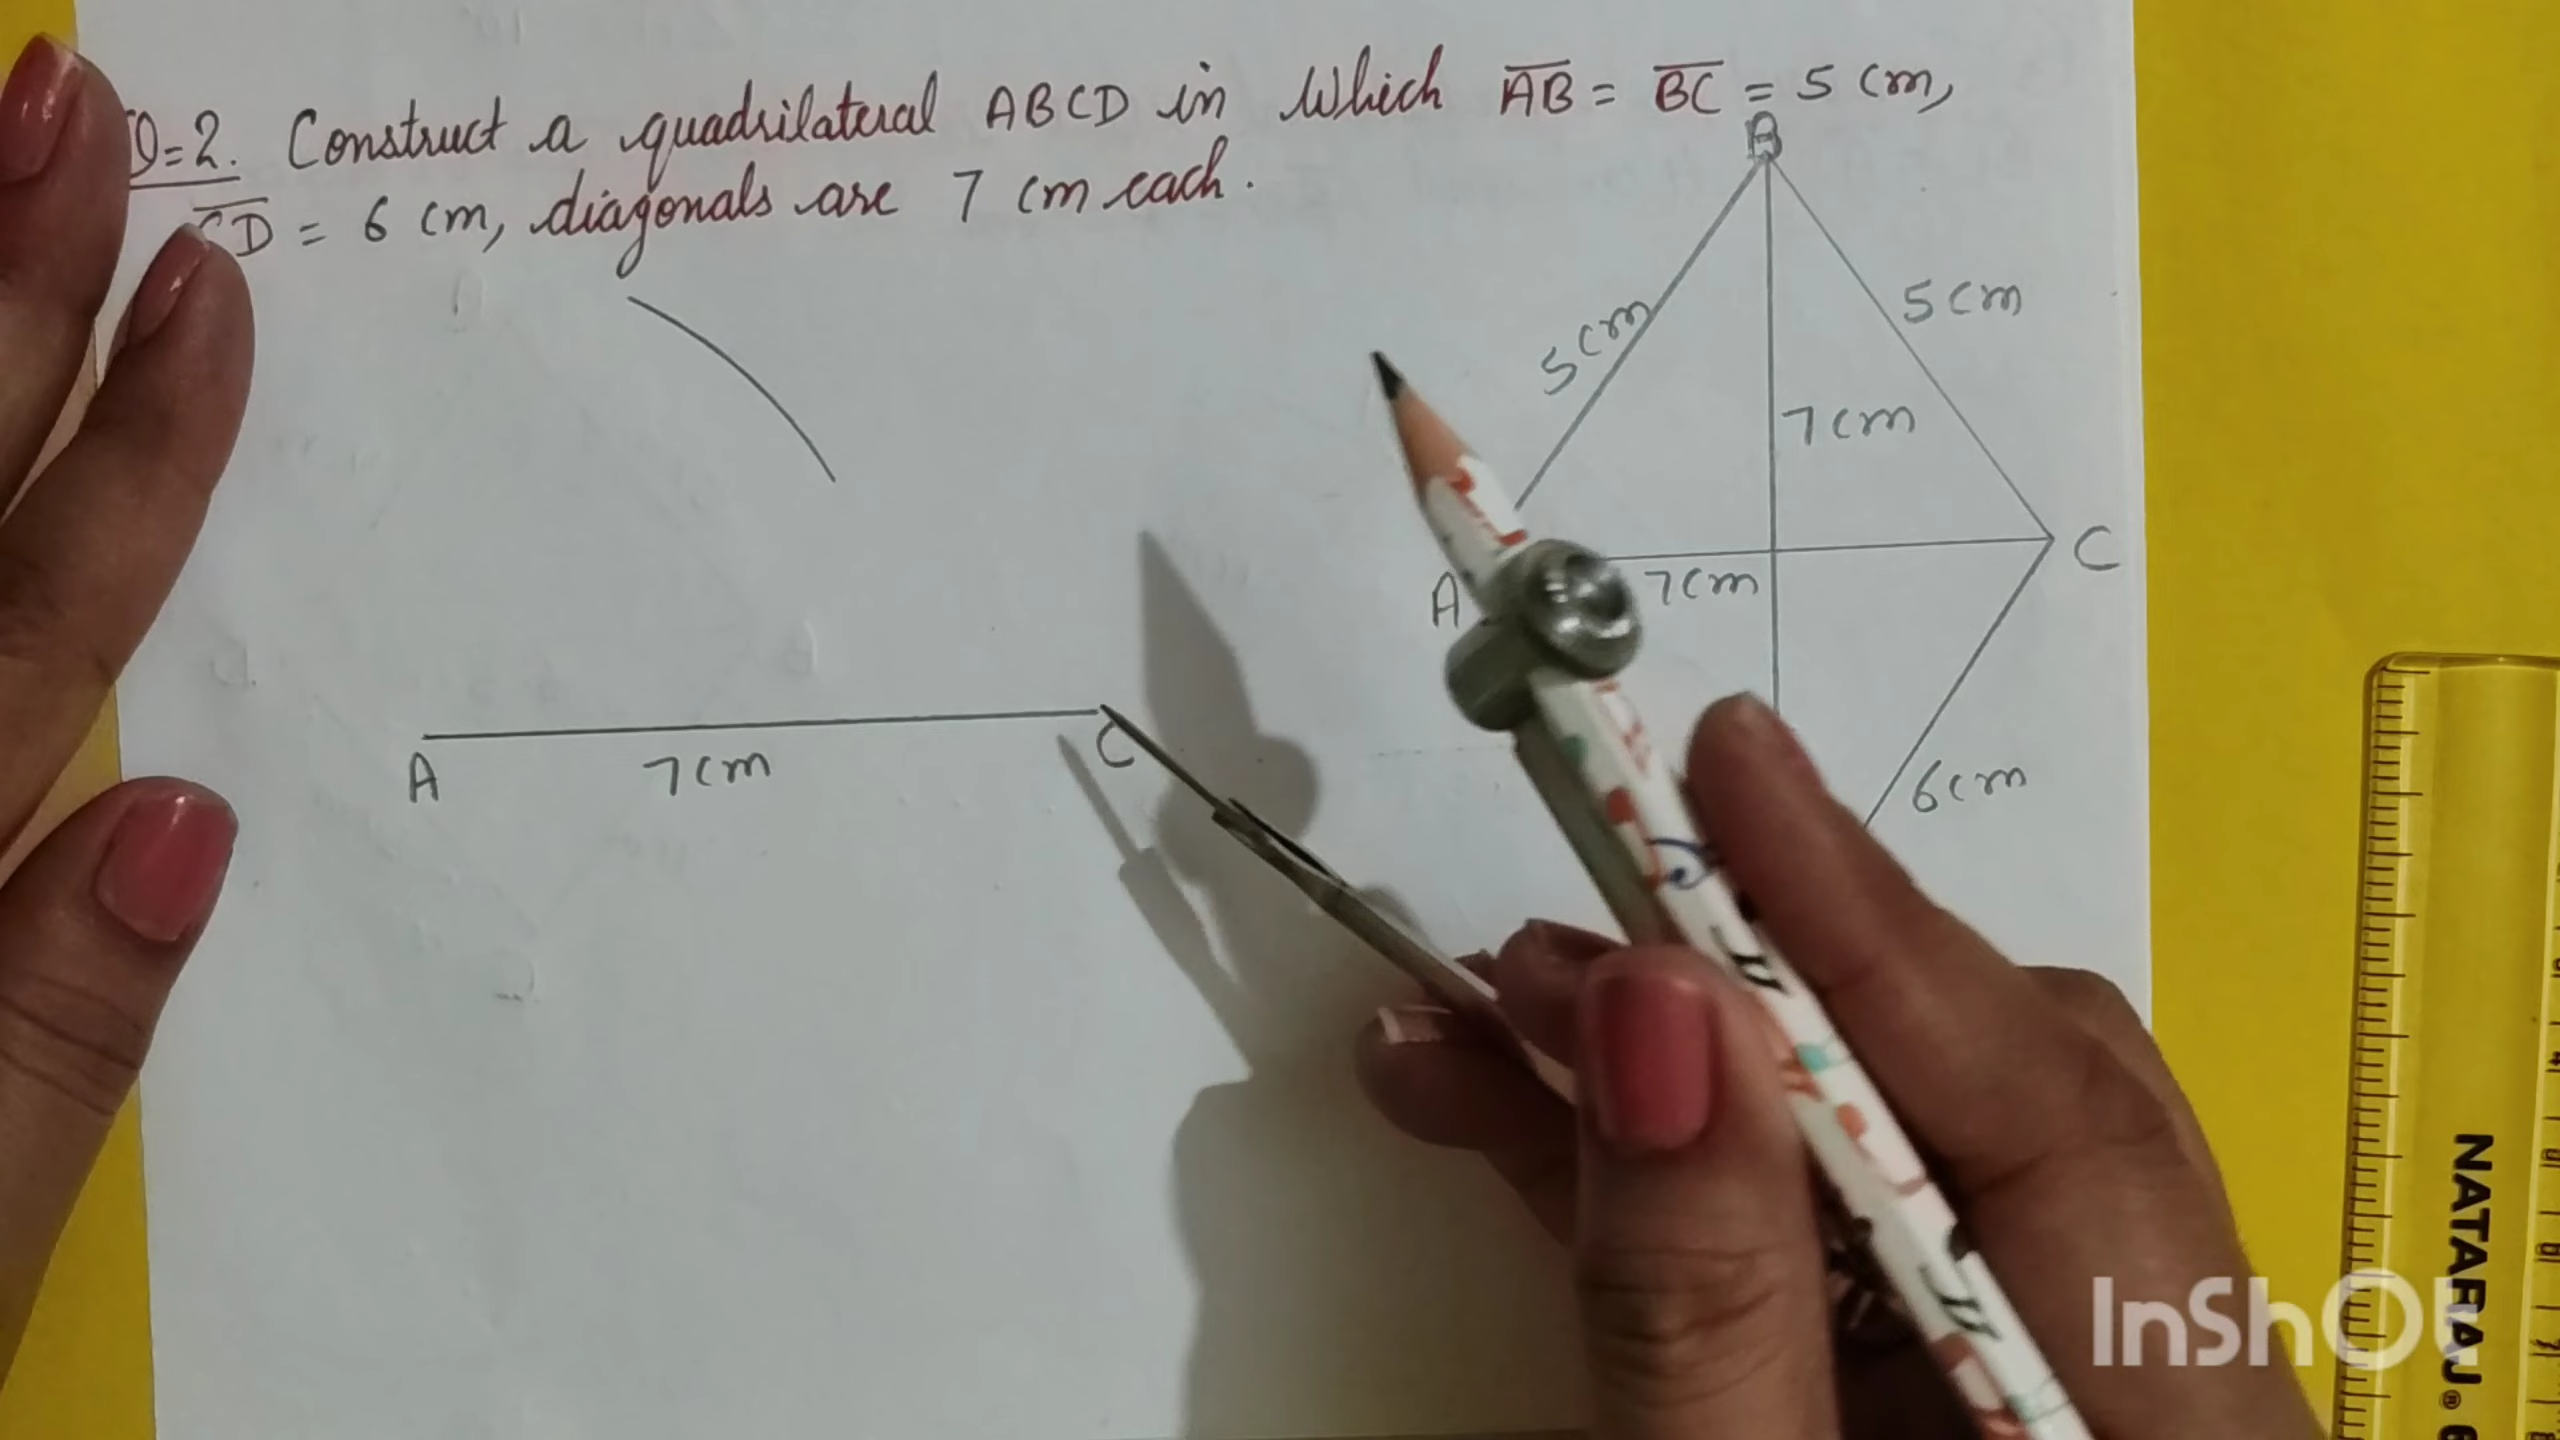 Q=2. Construct a quadrilateral ABCD in which AB = BC = 5 cm,
CD = 6 cm, diagonals are 7 cm each.
B
5cm
5cm
7cm
A
7cm
C
6cm
A
7cm
C
NATARAJ®
InShOt